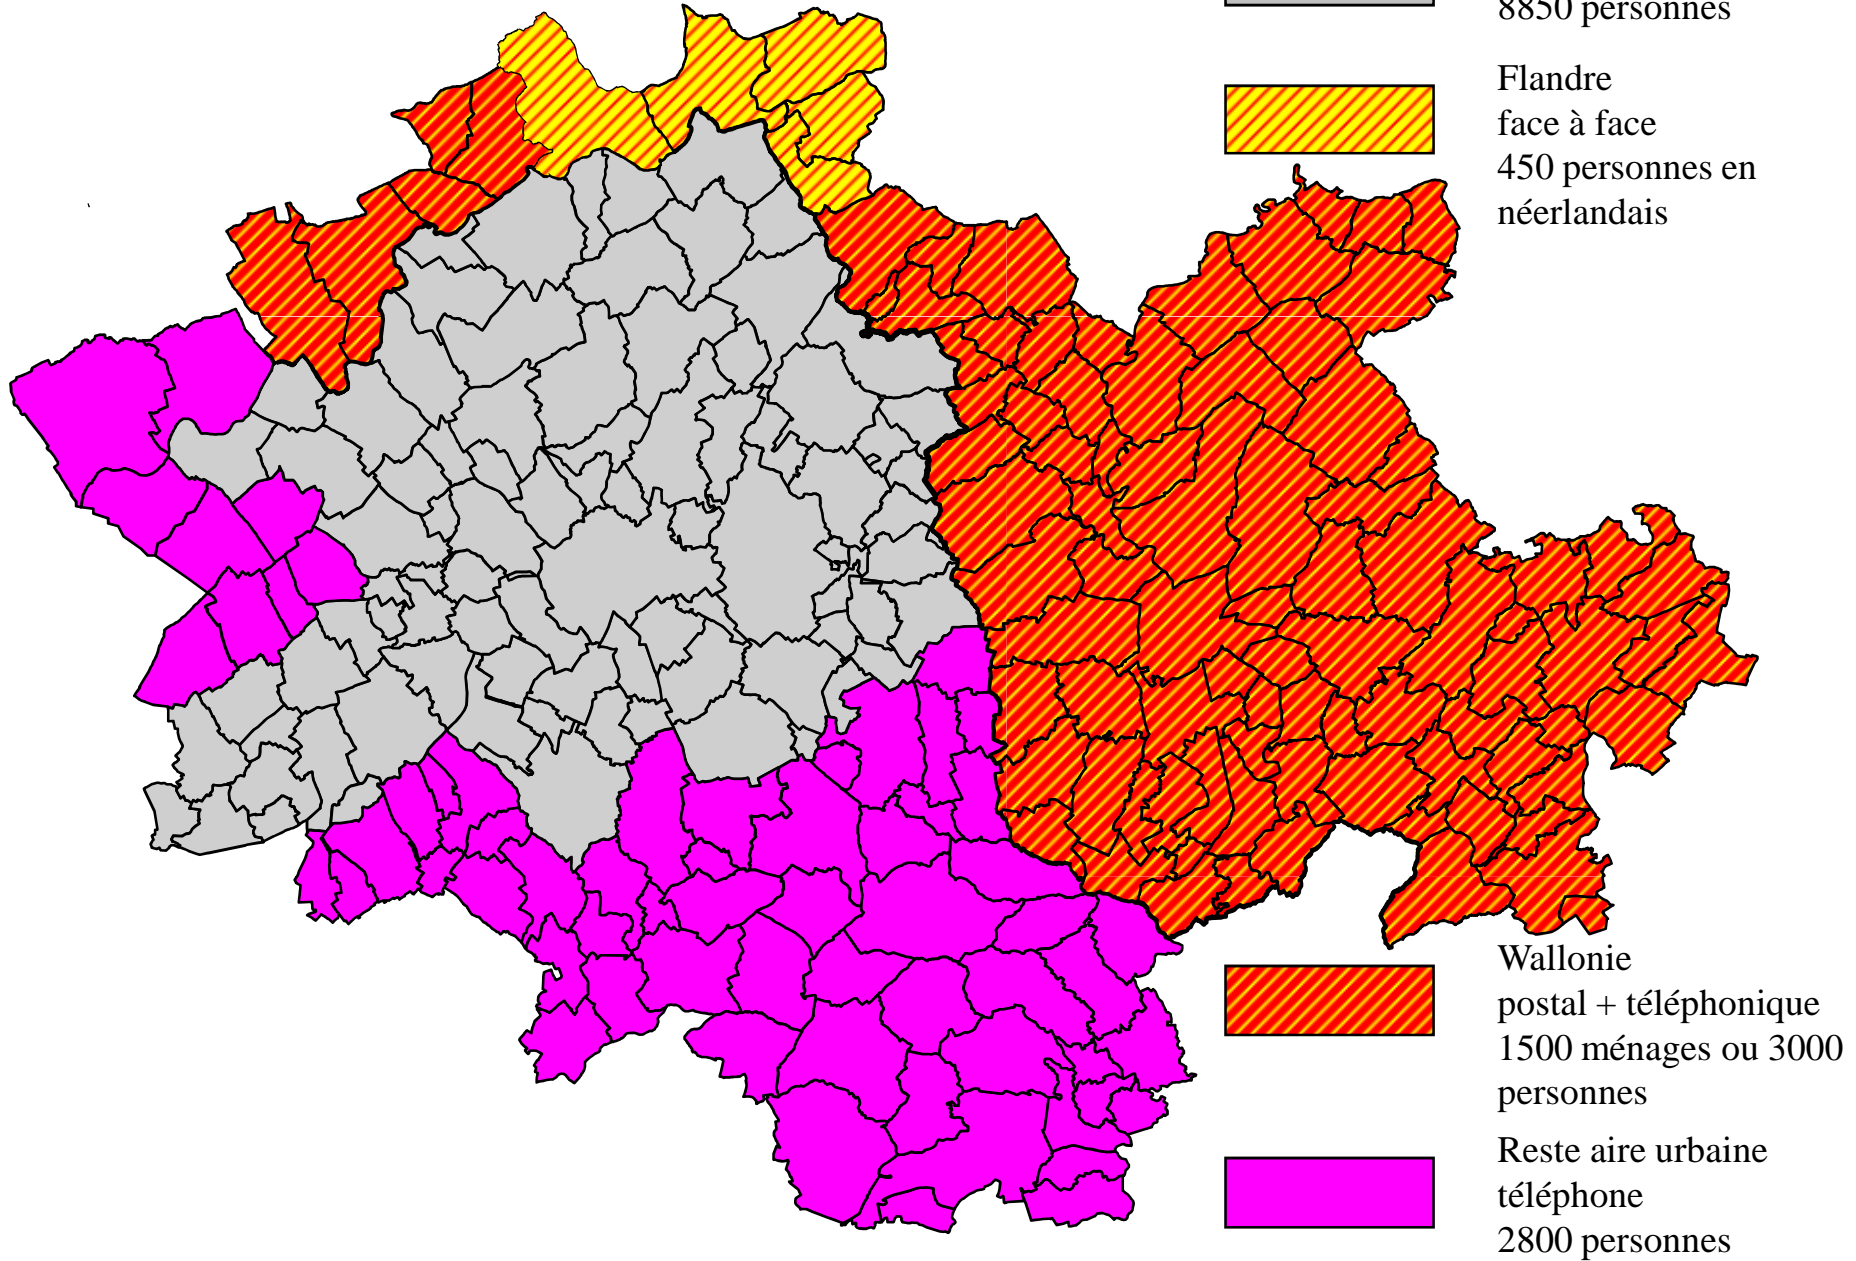 8850 personnes
Flandre
face à face
450 personnes en
néerlandais
Wallonie
postal + téléphonique
1500 ménages ou 3000
personnes
Reste aire urbaine
téléphone
2800 personnes